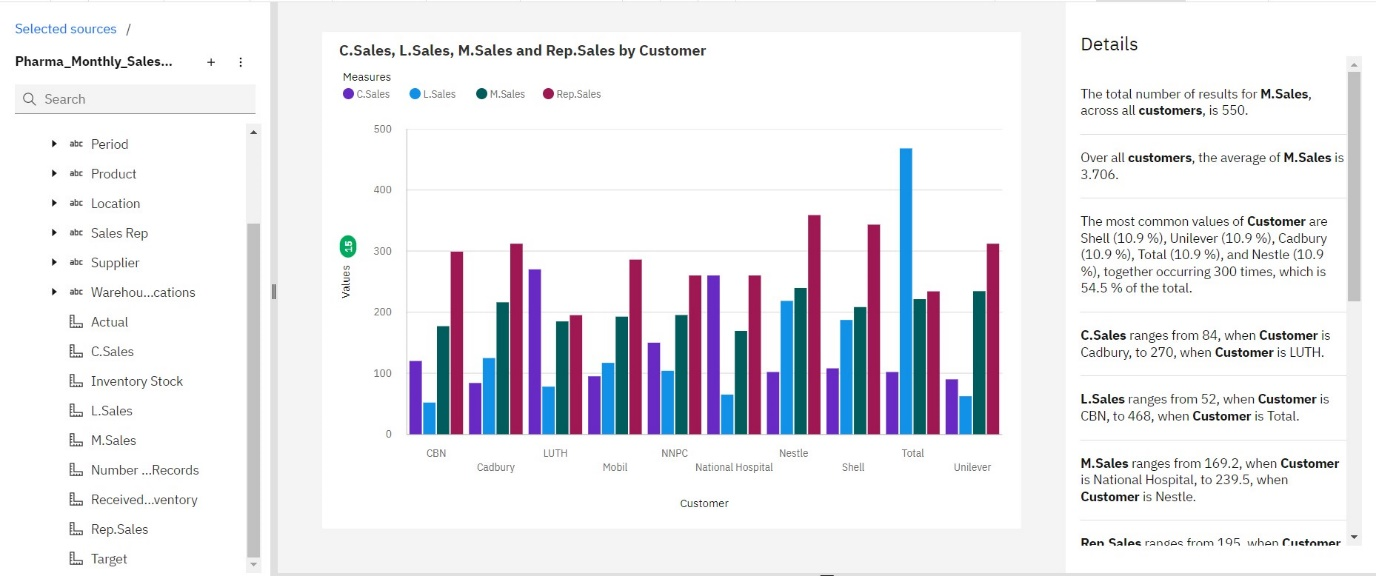 Selected sources /
Pharma_Monthly_Sales...
Search
Period
Product
Location
Sales Rep
Supplier
Warehou...cations
Actual
C.Sales
Inventory Stock
L.Sales
M.Sales
Number ...Records
Received...ventory
Rep.Sales
Target
C.Sales, L.Sales, M.Sales and Rep.Sales by Customer
Measures
C.Sales L.Sales M.Sales Rep.Sales
500
400
300
200
100
0
15
Values
CBN
Cadbury
LUTH
Mobil
NNPC
National Hospital
Nestle
Shell
Total
Unilever
Customer
Details
The total number of results for M.Sales,
across all customers, is 550.
Over all customers, the average of M.Sales is
3.706.
The most common values of Customer are
Shell (10.9 %), Unilever (10.9 %), Cadbury
(10.9 %), Total (10.9 %), and Nestle (10.9
%), together occurring 300 times, which is
54.5 % of the total.
C.Sales ranges from 84, when Customer is
Cadbury, to 270, when Customer is LUTH.
L.Sales ranges from 52, when Customer is
CBN, to 468, when Customer is Total.
M.Sales ranges from 169.2, when Customer
is National Hospital, to 239.5, when
Customer is Nestle.
Rep.Sales ranges from 195, when Customer